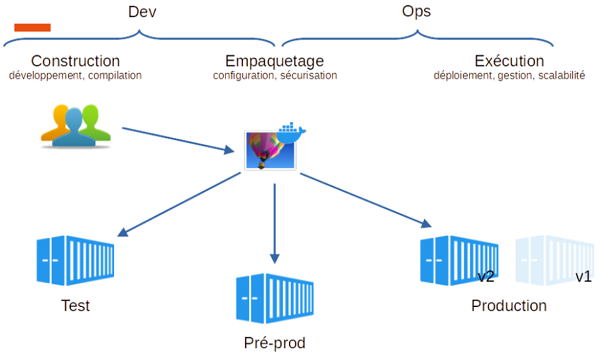 Dev
Ops
Construction
développement, compilation
Empaquetage
configuration, sécurisation
Exécution
déploiement, gestion, scalabilité
v2
v1
Test
Production
Pré-prod